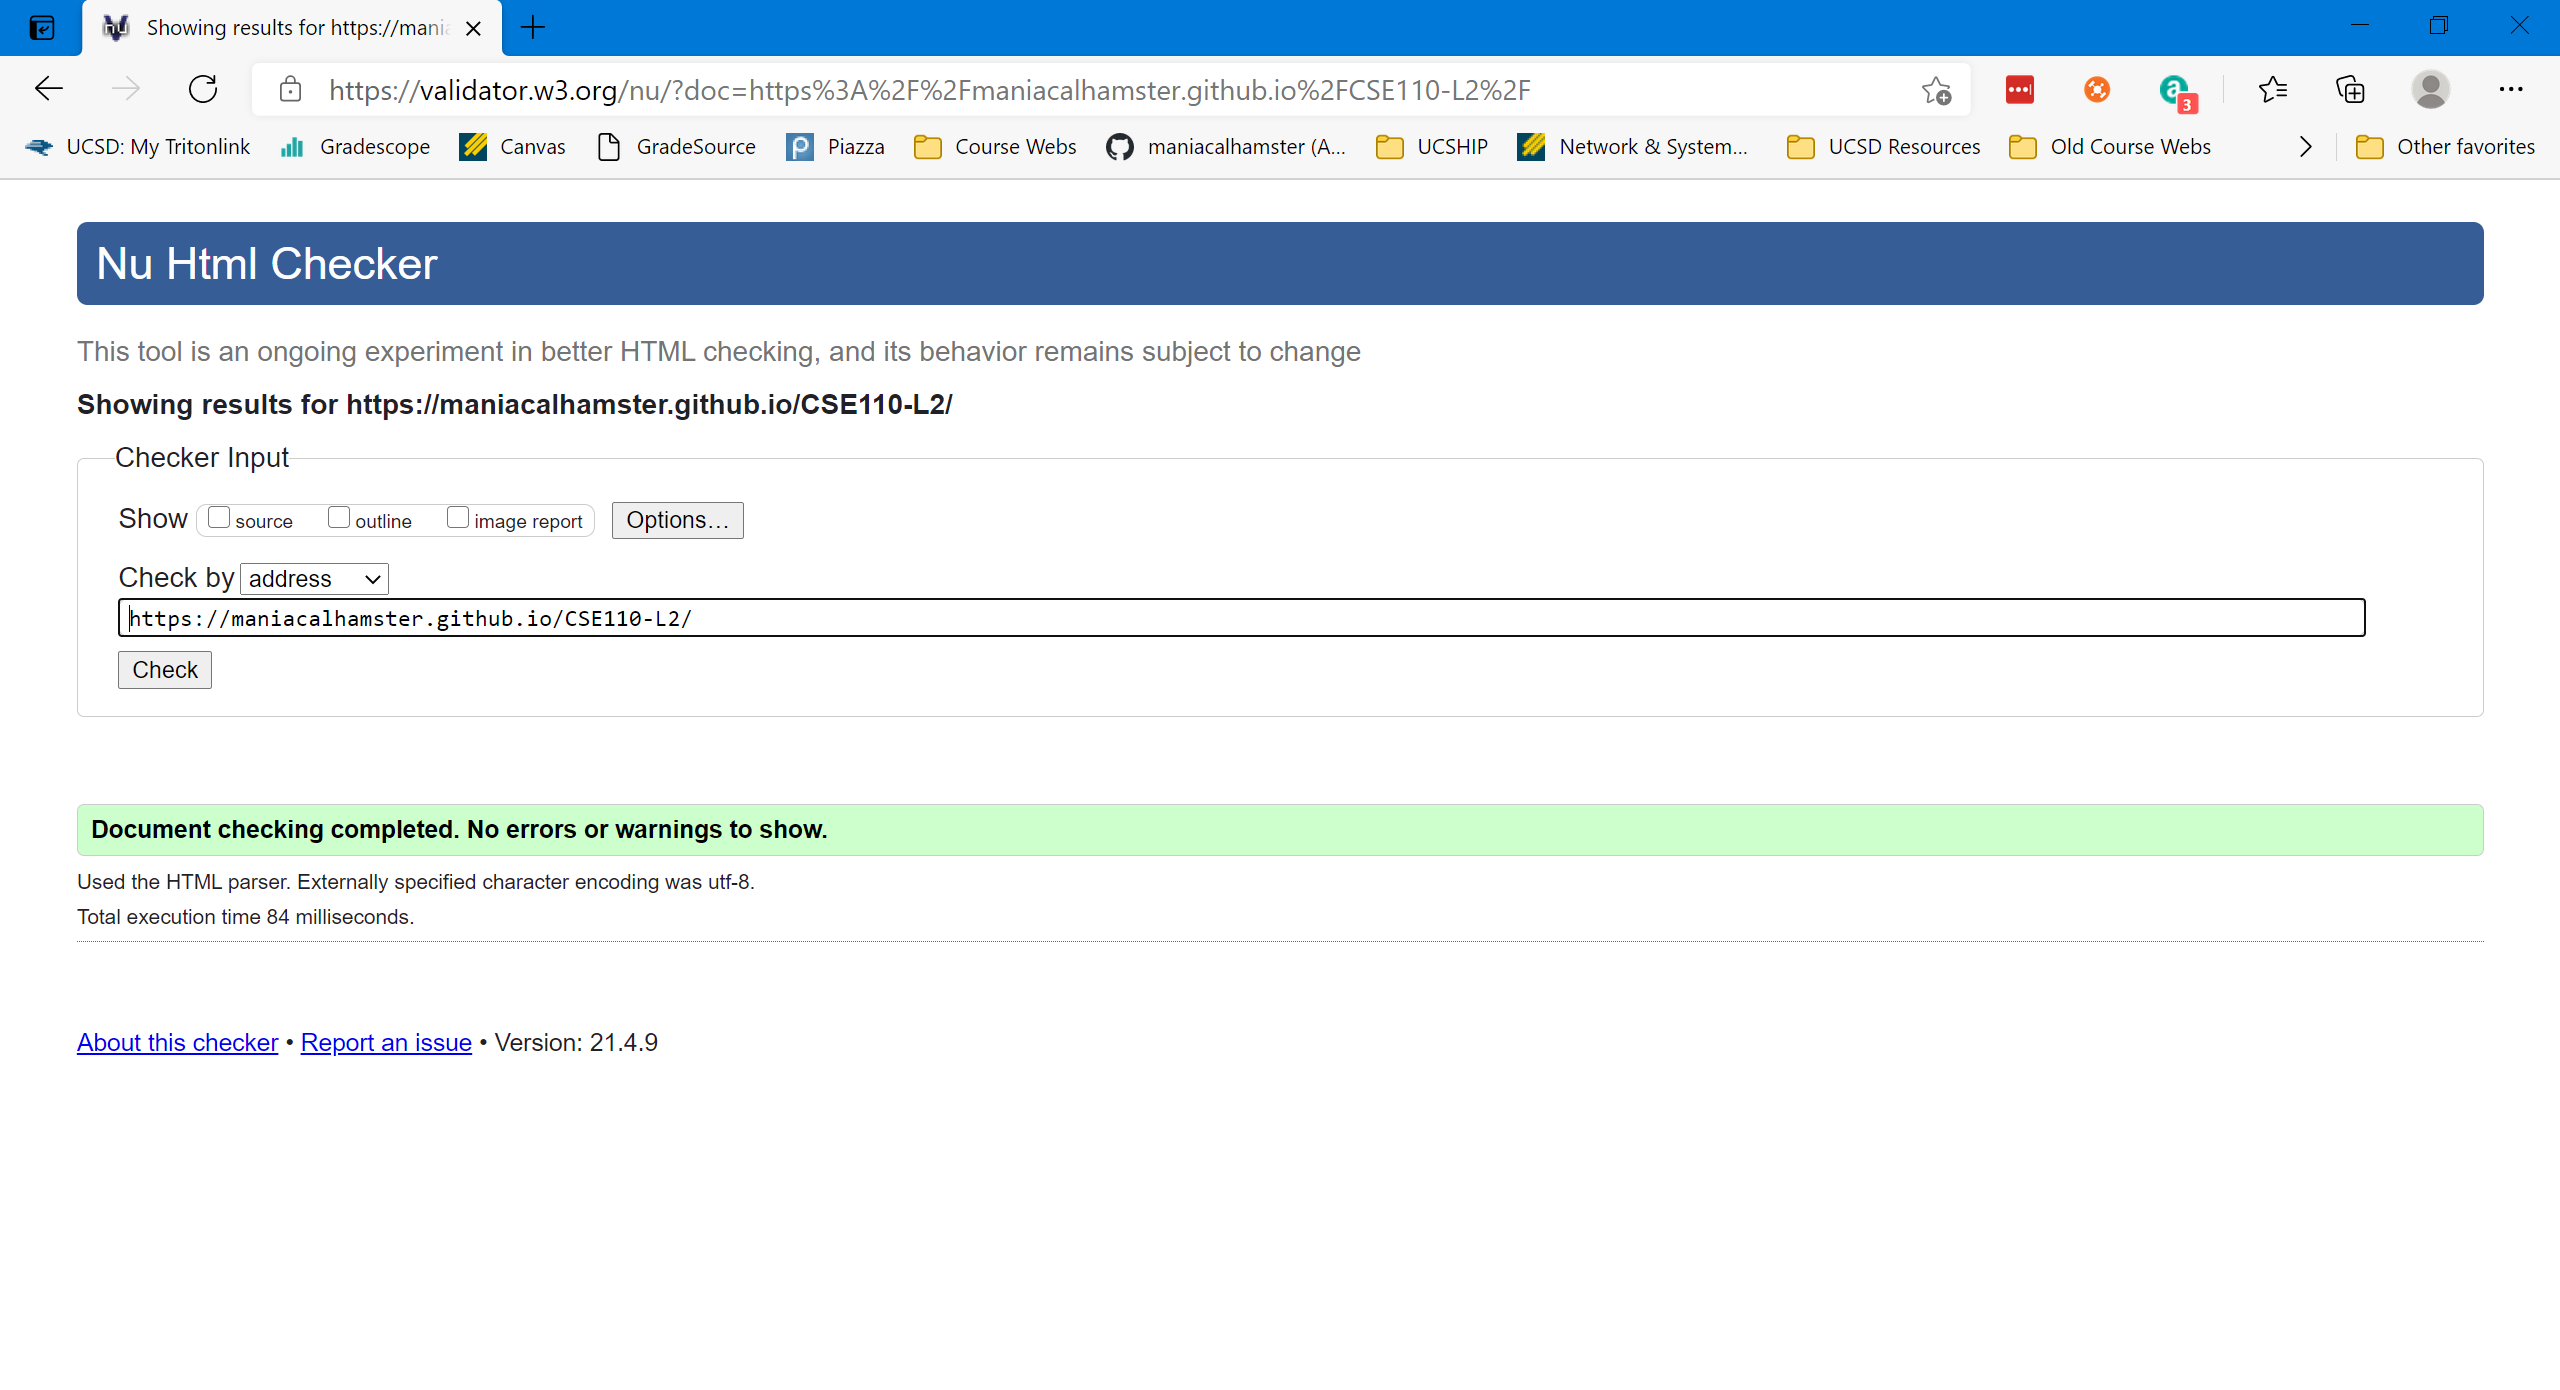 Showing results for https://mani
https://validator.w3.org/nu/?doc=https%3A%2F%2Fmaniacalhamster.github.io%2FCSE110-L2%2F
3
UCSD: My Tritonlink Gradescope Canvas GradeSource Piazza Course Webs maniacalhamster (A... UCSHIP Network & System... UCSD Resources Old Course Webs Other favorites
Nu Html Checker
This tool is an ongoing experiment in better HTML checking, and its behavior remains subject to change
Showing results for https://maniacalhamster.github.io/CSE110-L2/
Checker Input
Show source outline image report Options…
Check by address
https://maniacalhamster.github.io/CSE110-L2/
Check
Document checking completed. No errors or warnings to show.
Used the HTML parser. Externally specified character encoding was utf-8.
Total execution time 84 milliseconds.
About this checker • Report an issue • Version: 21.4.9